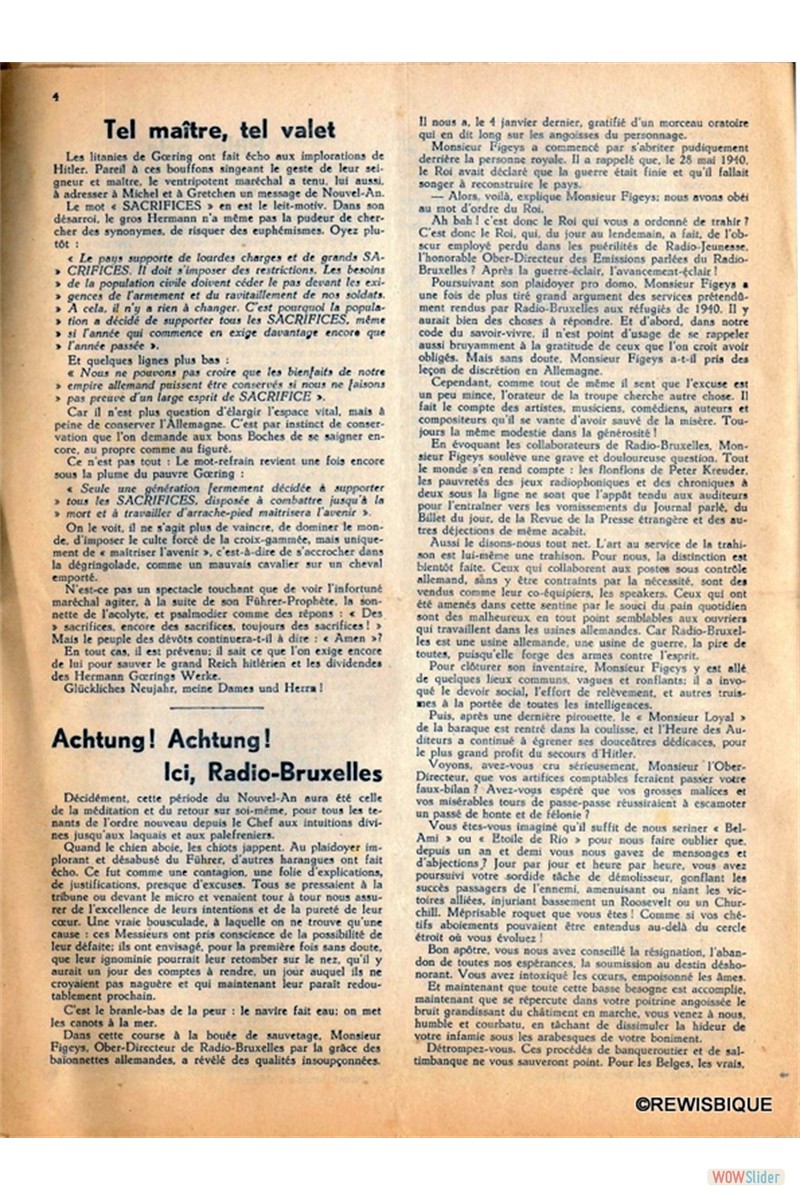 4
Tel maître, tel valet
Les litanies de Gœring ont fait écho aux implorations de
Hitler. Pareil à ces bouffons singeant le geste de leur sei-
gneur et maître, le ventripotent maréchal a tenu, lui aussi,
à adresser à Michel et à Gretchen un message de Nouvel-An.
Le mot « SACRIFICES » en est le leit-motiv. Dans son
désarroi, le gros Hermann n'a même pas la pudeur de cher-
cher des synonymes, de risquer des euphémismes. Oyez plu-
tôt :
« Le pays supporte de lourdes charges et de grands SA-
» CRIFICES. Il doit s'imposer des restrictions. Les besoins
» de la population civile doivent céder le pas devant les exi-
» gences de l'armement et du ravitaillement de nos soldats.
» A cela, il n'y a rien à changer. C'est pourquoi la popula-
» tion a décidé de supporter tous les SACRIFICES, même
» si l'année qui commence en exige davantage encore que
» l'année passée ».
Et quelques lignes plus bas :
« Nous ne pouvons pas croire que les bienfaits de notre
» empire allemand puissent être conservés si nous ne faisons
» pas preuve d'un large esprit de SACRIFICE ».
Car il n'est plus question d'élargir l'espace vital, mais à
peine de conserver l'Allemagne. C'est par instinct de conser-
vation que l'on demande aux bons Boches de se saigner en-
core, au propre comme au figuré.
Ce n'est pas tout : Le mot-refrain revient une fois encore
sous la plume du pauvre Gœring :
« Seule une génération fermement décidée à supporter
» tous les SACRIFICES, disposée à combattre jusqu'à la
» mort et à travailler d'arrache-pied maîtrisera l'avenir ».
On le voit, il ne s'agit plus de vaincre, de dominer le mon-
de, d'imposer le culte forcé de la croix-gammée, mais unique-
ment de « maîtriser l'avenir », c'est-à-dire de s'accrocher dans
la dégringolade, comme un mauvais cavalier sur un cheval
emporté.
N'est-ce pas un spectacle touchant que de voir l'infortuné
maréchal agiter, à la suite de son Führer-Prophète, la son-
nette de l'acolyte, et psalmodier comme des répons : « Des
» sacrifices, encore des sacrifices, toujours des sacrifices ! »
Mais le peuple des dévôts continuera-t-il à dire : « Amen »?
En tout cas, il est prévenu: il sait ce que l'on exige encore
de lui pour sauver le grand Reich hitlérien et les dividendes
des Hermann Gœrings Werke.
Glückliches Neujahr, meine Dames und Herrn !
Achtung! Achtung!
Ici, Radio-Bruxelles
Décidément, cette période du Nouvel-An aura été celle
de la méditation et du retour sur soi-même, pour tous les te-
nants de l'ordre nouveau depuis le Chef aux intuitions divi-
nes jusqu'aux laquais et aux palefreniers.
Quand le chien aboie, les chiots jappent. Au plaidoyer im-
plorant et désabusé du Führer, d'autres harangues ont fait
écho. Ce fut comme une contagion, une folie d'explications,
de justifications, presque d'excuses. Tous se pressaient à la
tribune ou devant le micro et venaient tour à tour nous assu-
rer de l'excellence de leurs intentions et de la pureté de leur
cœur. Une vraie bousculade, à laquelle on ne trouve qu'une
cause : ces Messieurs ont pris conscience de la possibilité de
leur défaite; ils ont envisagé, pour la première fois sans doute,
que leur ignominie pourrait leur retomber sur le nez, qu'il y
aurait un jour des comptes à rendre, un jour auquel ils ne
croyaient pas naguère et qui maintenant leur paraît redou-
tablement prochain.
C'est le branle-bas de la peur : le navire fait eau; on met
les canots à la mer.
Dans cette course à la bouée de sauvetage, Monsieur
Figeys, Ober-Directeur de Radio-Bruxelles par la grâce des
baïonnettes allemandes, a révélé des qualités insoupçonnées.
Il nous a, le 4 janvier dernier, gratifié d'un morceau oratoire
qui en dit long sur les angoisses du personnage.
Monsieur Figeys a commencé par s'abriter pudiquement
derrière la personne royale. Il a rappelé que, le 28 mai 1940,
le Roi avait déclaré que la guerre était finie et qu'il fallait
songer à reconstruire le pays.
— Alors, voilà, explique Monsieur Figeys; nous avons obéi
au mot d'ordre du Roi.
Ah bah ! c'est donc le Roi qui vous a ordonné de trahir ?
C'est donc le Roi, qui, du jour au lendemain, a fait, de l'ob-
scur employé perdu dans les puérilités de Radio-Jeunesse,
l'honorable Ober-Directeur des Emissions parlées du Radio-
Bruxelles ? Après la guerre-éclair, l'avancement-éclair !
Poursuivant son plaidoyer pro domo, Monsieur Figeys a
une fois de plus tiré grand argument des services prétendû-
ment rendus par Radio-Bruxelles aux réfugiés de 1940. Il y
aurait bien des choses à répondre. Et d'abord, dans notre
code du savoir-vivre, il n'est point d'usage de se rappeler
aussi bruyamment à la gratitude de ceux que l'on croit avoir
obligés. Mais sans doute, Monsieur Figeys a-t-il pris des
leçon de discrétion en Allemagne.
Cependant, comme tout de même il sent que l'excuse est
un peu mince, l'orateur de la troupe cherche autre chose. Il
fait le compte des artistes, musiciens, comédiens, auteurs et
compositeurs qu'il se vante d'avoir sauvé de la misère. Tou-
jours la même modestie dans la générosité !
En évoquant les collaborateurs de Radio-Bruxelles, Mon-
sieur Figeys soulève une grave et douloureuse question. Tout
le monde s'en rend compte : les flonflons de Peter Kreuder,
les pauvretés des jeux radiophoniques et des chroniques à
deux sous la ligne ne sont que l'appât tendu aux auditeurs
pour l'entraîner vers les vomissements du Journal parlé, du
Billet du jour, de la Revue de la Presse étrangère et des au-
tres déjections de même acabit.
Aussi le disons-nous tout net. L'art au service de la trahi-
son est lui-même une trahison. Pour nous, la distinction est
bientôt faite. Ceux qui collaborent aux postes sous contrôle
allemand, sans y être contraints par la nécessité, sont des
vendus comme leur co-équipiers, les speakers. Ceux qui ont
été amenés dans cette sentine par le souci du pain quotidien
sont des malheureux en tout point semblables aux ouvriers
qui travaillent dans les usines allemandes. Car Radio-Bruxel-
les est une usine allemande, une usine de guerre, la pire de
toutes, puisqu'elle forge des armes contre l'esprit.
Pour clôturer son inventaire, Monsieur Figeys y est allé
de quelques lieux communs, vagues et ronflants; il a invo-
qué le devoir social, l'effort de relèvement, et autres truis-
mes à la portée de toutes les intelligences.
Puis, après une dernière pirouette, le « Monsieur Loyal »
de la baraque est rentré dans la coulisse, et l'Heure des Au-
diteurs a continué à égrener ses douceâtres dédicaces, pour
le plus grand profit du secours d'Hitler.
Voyons, avez-vous cru sérieusement, Monsieur l'Ober-
Directeur, que vos artifices comptables feraient passer votre
faux-bilan ? Avez-vous espéré que vos grosses malices et
vos misérables tours de passe-passe réussiraient à escamoter
un passé de honte et de félonie ?
Vous êtes-vous imaginé qu'il suffit de nous seriner « Bel-
Ami » ou « Etoile de Rio » pour nous faire oublier que,
depuis un an et demi vous nous gavez de mensonges et
d'abjections ? Jour par jour et heure par heure, vous avez
poursuivi votre sordide tâche de démolisseur, gonflant les
succès passagers de l'ennemi, amenuisant ou niant les vic-
toires alliées, injuriant bassement un Roosevelt ou un Chur-
chill. Méprisable roquet que vous êtes ! Comme si vos ché-
tifs aboiements pouvaient être entendus au-delà du cercle
étroit où vous évoluez !
Bon apôtre, vous nous avez conseillé la résignation, l'aban-
don de toutes nos espérances, la soumission au destin désho-
norant. Vous avez intoxiqué les cœurs, empoisonné les âmes.
Et maintenant que toute cette basse besogne est accomplie,
maintenant que se répercute dans votre poitrine angoissée le
bruit grandissant du châtiment en marche, vous venez à nous,
humble et courbatu, en tâchant de dissimuler la hideur de
votre infamie sous les arabesques de votre boniment.
Détrompez-vous. Ces procédés de banqueroutier et de sal-
timbanque ne vous sauveront point. Pour les Belges, les vrais,
©REWISBIQUE
WOWSlider